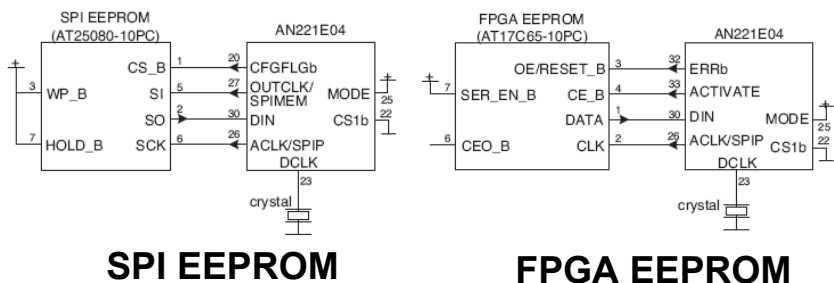 SPI EEPROM
(AT25080-10PC)
AN221E04
CS_B 1 20 CFGFLGb
3 WP_B SI 5 27 OUTCLK/
SPIMEM MODE 25
SO 2 30 DIN CS1b 22
7 HOLD_B SCK 6 26 ACLK/SPIP
DCLK
23
crystal
SPI EEPROM
FPGA EEPROM
(AT17C65-10PC)
AN221E04
OE/RESET_B 3 32 ERRb
7 SER_EN_B CE_B 4 33 ACTIVATE
DATA 1 30 DIN MODE 25
6 CEO_B CLK 2 26 ACLK/SPIP CS1b 22
DCLK
23
crystal
FPGA EEPROM